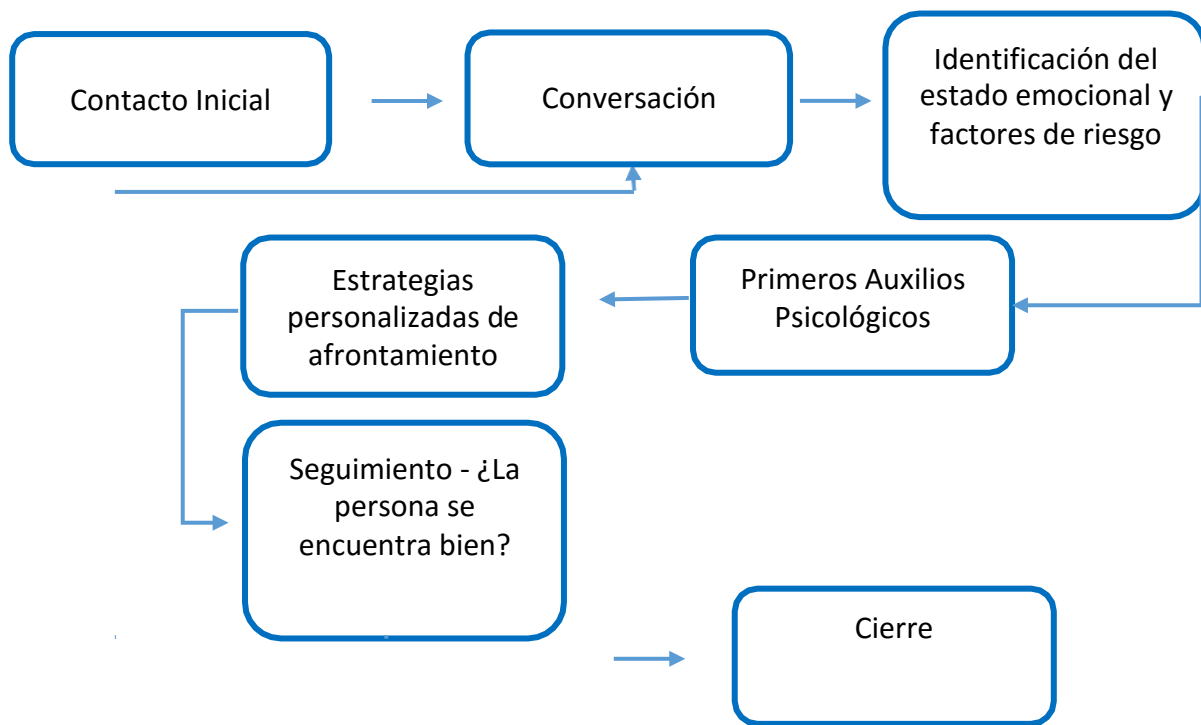 Contacto Inicial
Conversación
Identificación del
estado emocional y
factores de riesgo
Primeros Auxilios
Psicológicos
Estrategias
personalizadas de
afrontamiento
Seguimiento - ¿La
persona se
encuentra bien?
Cierre